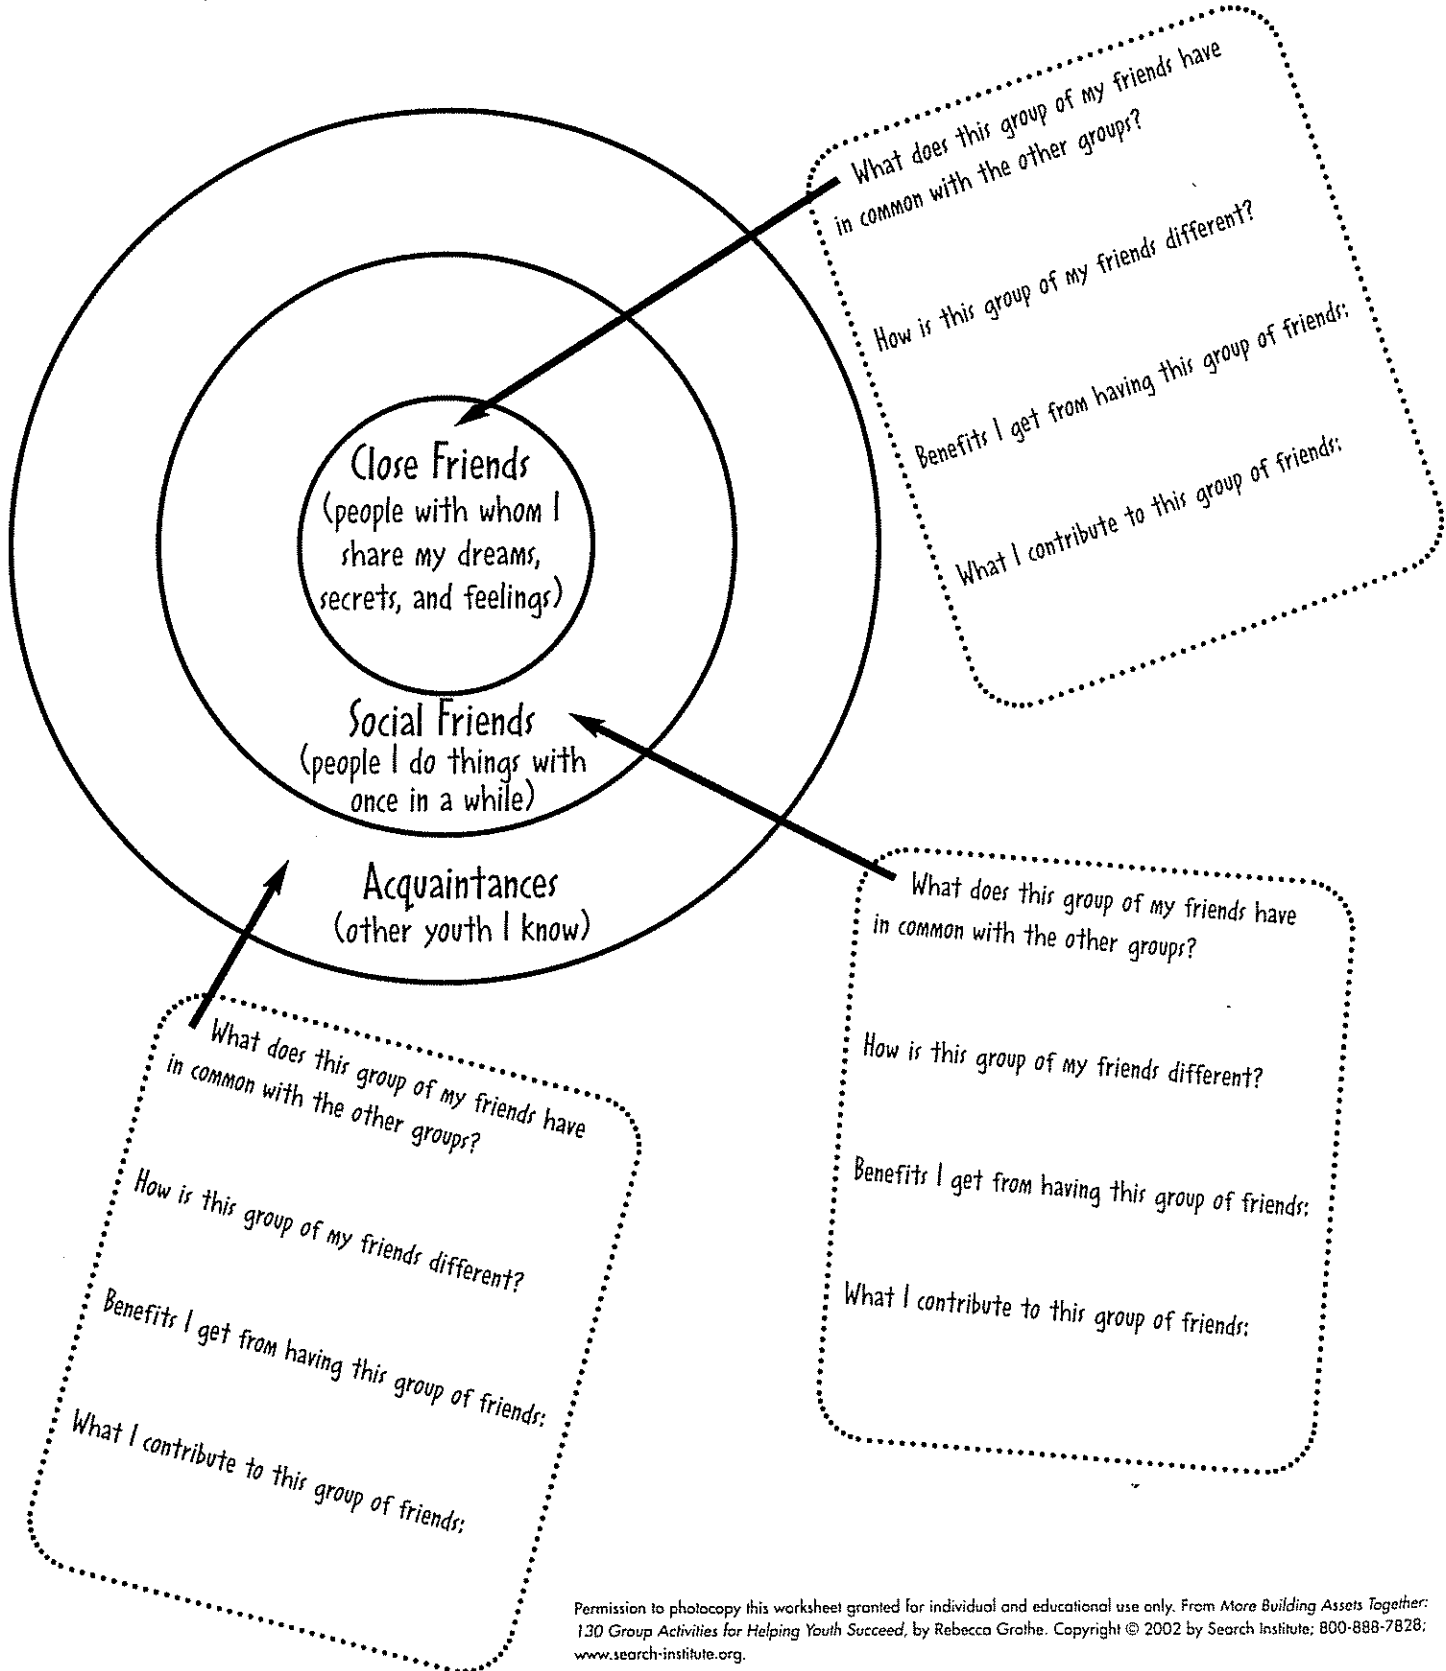 Close Friends
(people with whom I
share my dreams,
secrets, and feelings)
Social Friends
(people I do things with
once in a while)
Acquaintances
(other youth I know)
What does this group of my friends have
in common with the other groups?
How is this group of my friends different?
Benefits I get from having this group of friends:
What I contribute to this group of friends:
What does this group of my friends have
in common with the other groups?
How is this group of my friends different?
Benefits I get from having this group of friends:
What I contribute to this group of friends:
What does this group of my friends have
in common with the other groups?
How is this group of my friends different?
Benefits I get from having this group of friends:
What I contribute to this group of friends:
Permission to photocopy this worksheet granted for individual and educational use only. From More Building Assets Together:
130 Group Activities for Helping Youth Succeed, by Rebecca Grothe. Copyright © 2002 by Search Institute; 800-888-7828;
www.search-institute.org.